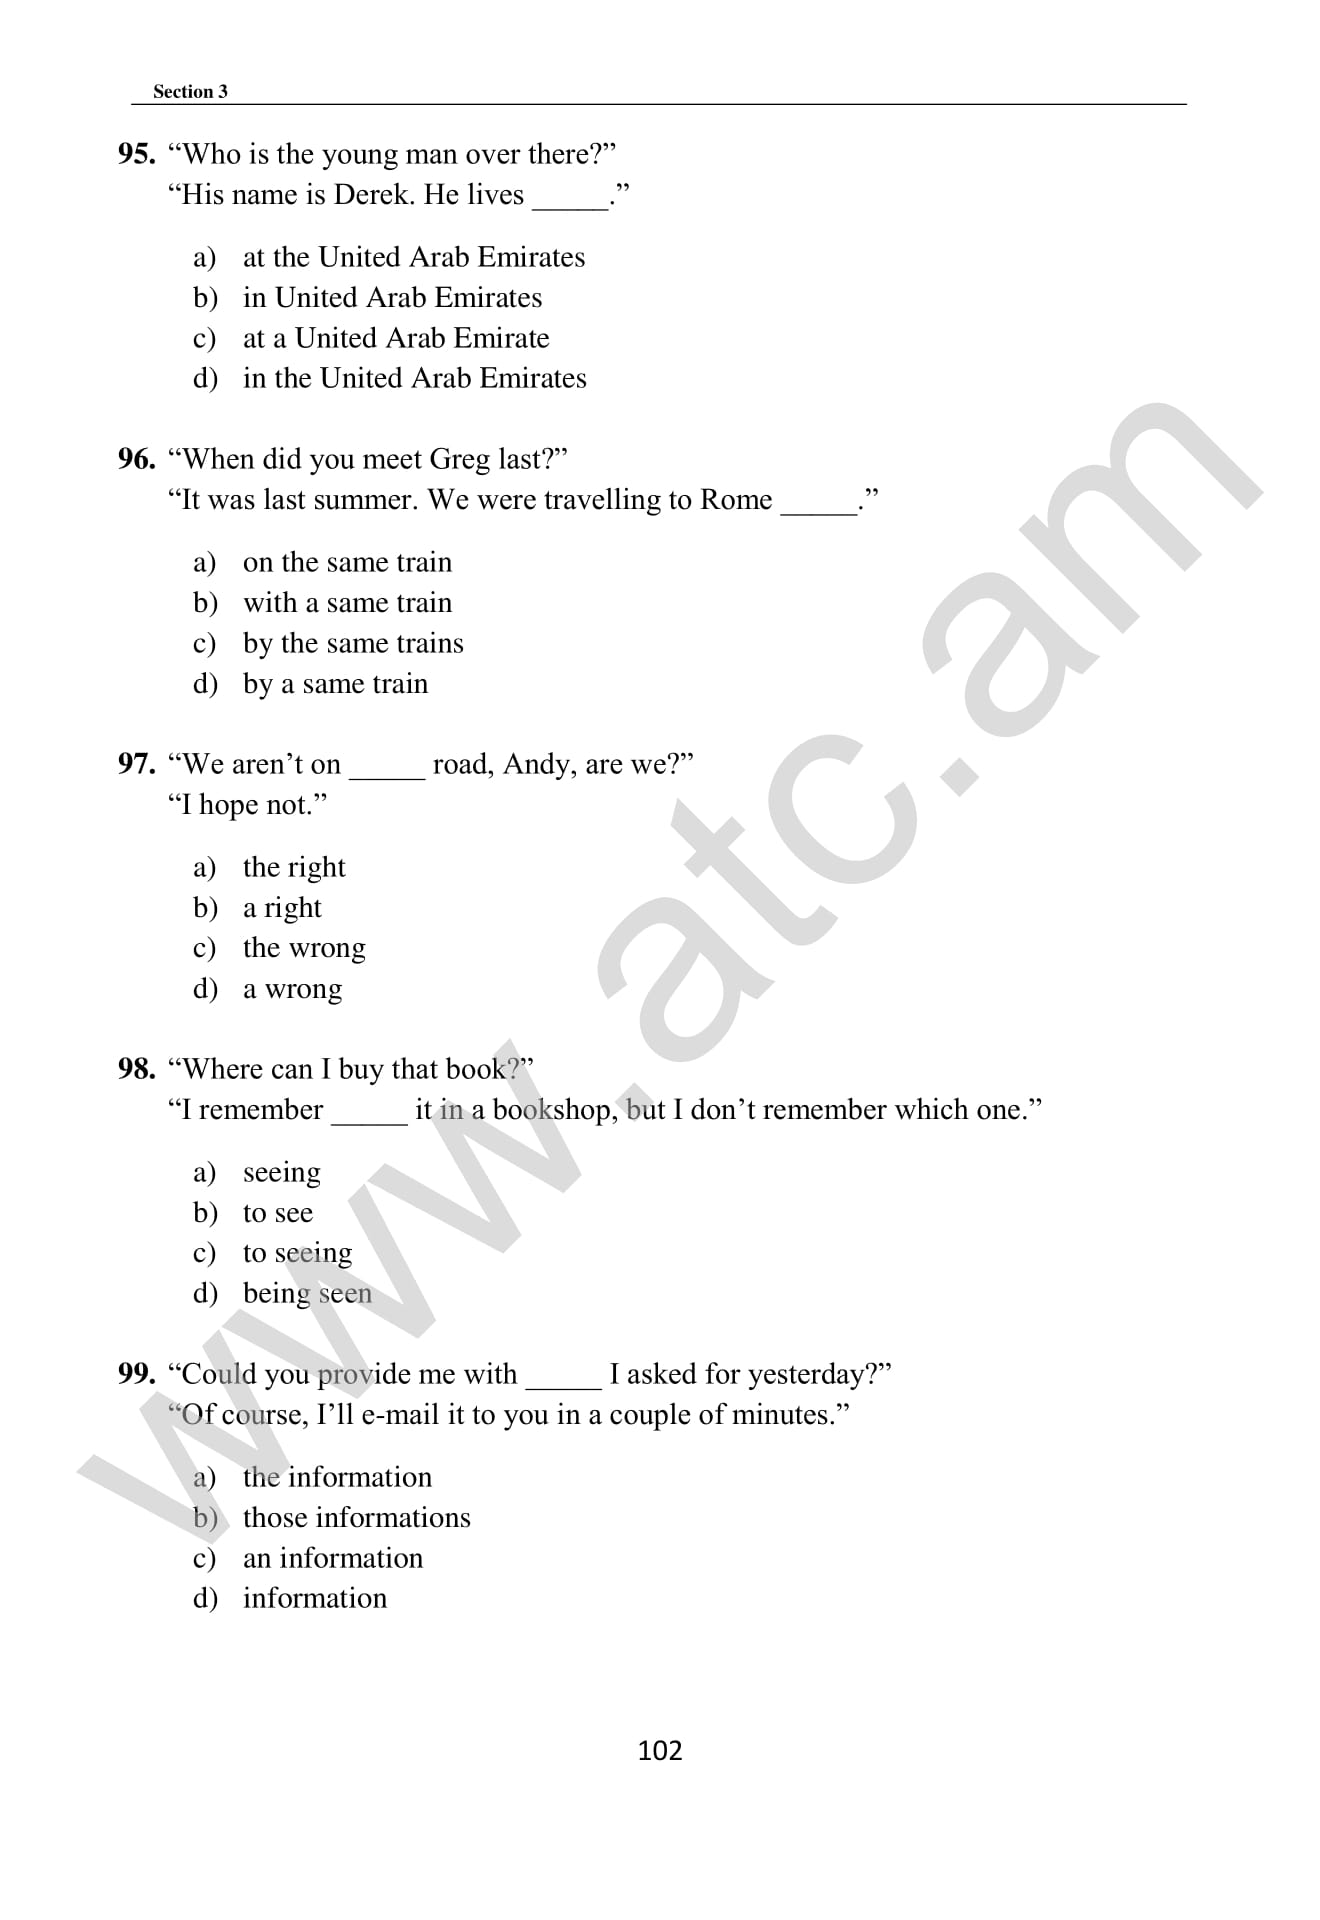 Section 3
95. “Who is the young man over there?”
“His name is Derek. He lives _____.”
a) at the United Arab Emirates
b) in United Arab Emirates
c) at a United Arab Emirate
d) in the United Arab Emirates
96. “When did you meet Greg last?”
“It was last summer. We were travelling to Rome _____.”
a) on the same train
b) with a same train
c) by the same trains
d) by a same train
97. “We aren’t on _____ road, Andy, are we?”
“I hope not.”
a) the right
b) a right
c) the wrong
d) a wrong
98. “Where can I buy that book?”
“I remember _____ it in a bookshop, but I don’t remember which one.”
a) seeing
b) to see
c) to seeing
d) being seen
99. “Could you provide me with _____ I asked for yesterday?”
“Of course, I’ll e-mail it to you in a couple of minutes.”
a) the information
b) those informations
c) an information
d) information
102
www.atc.am